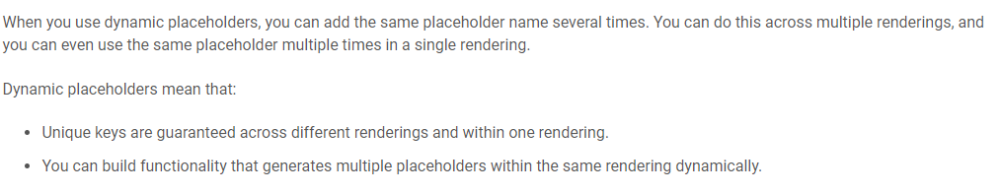 When you use dynamic placeholders, you can add the same placeholder name several times. You can do this across multiple renderings, and
you can even use the same placeholder multiple times in a single rendering.
Dynamic placeholders mean that:
• Unique keys are guaranteed across different renderings and within one rendering.
• You can build functionality that generates multiple placeholders within the same rendering dynamically.